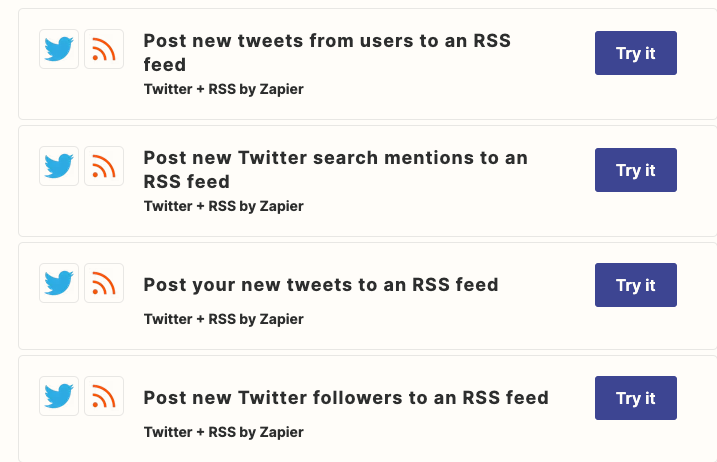 Post new tweets from users to an RSS
feed
Twitter + RSS by Zapier
Try it
Post new Twitter search mentions to an
RSS feed
Twitter + RSS by Zapier
Try it
Post your new tweets to an RSS feed
Twitter + RSS by Zapier
Try it
Post new Twitter followers to an RSS feed
Twitter + RSS by Zapier
Try it